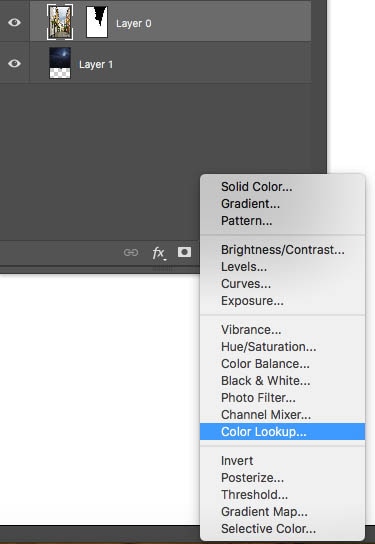 Layer 0
Layer 1
Solid Color...
Gradient...
Pattern...
fx
Brightness/Contrast...
Levels...
Curves...
Exposure...
Vibrance...
Hue/Saturation...
Color Balance...
Black & White...
Photo Filter...
Channel Mixer...
Color Lookup...
Invert
Posterize...
Threshold...
Gradient Map...
Selective Color...